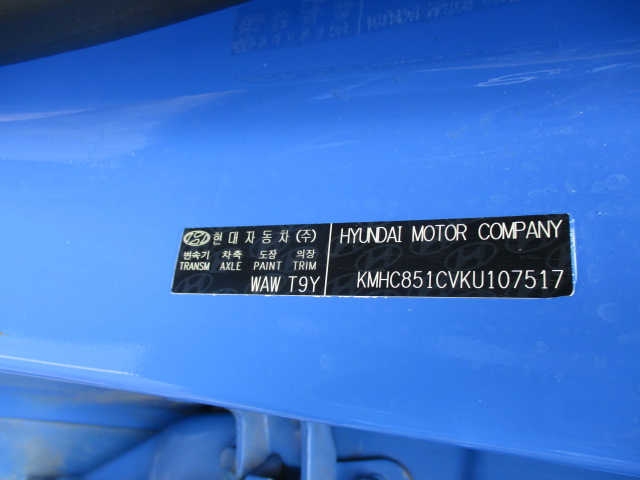 현대자동차(주)
변속기 차축 도장 의장
TRANSM AXLE PAINT TRIM
WAW T9Y
HYUNDAI MOTOR COMPANY
KMHC851CVKU107517